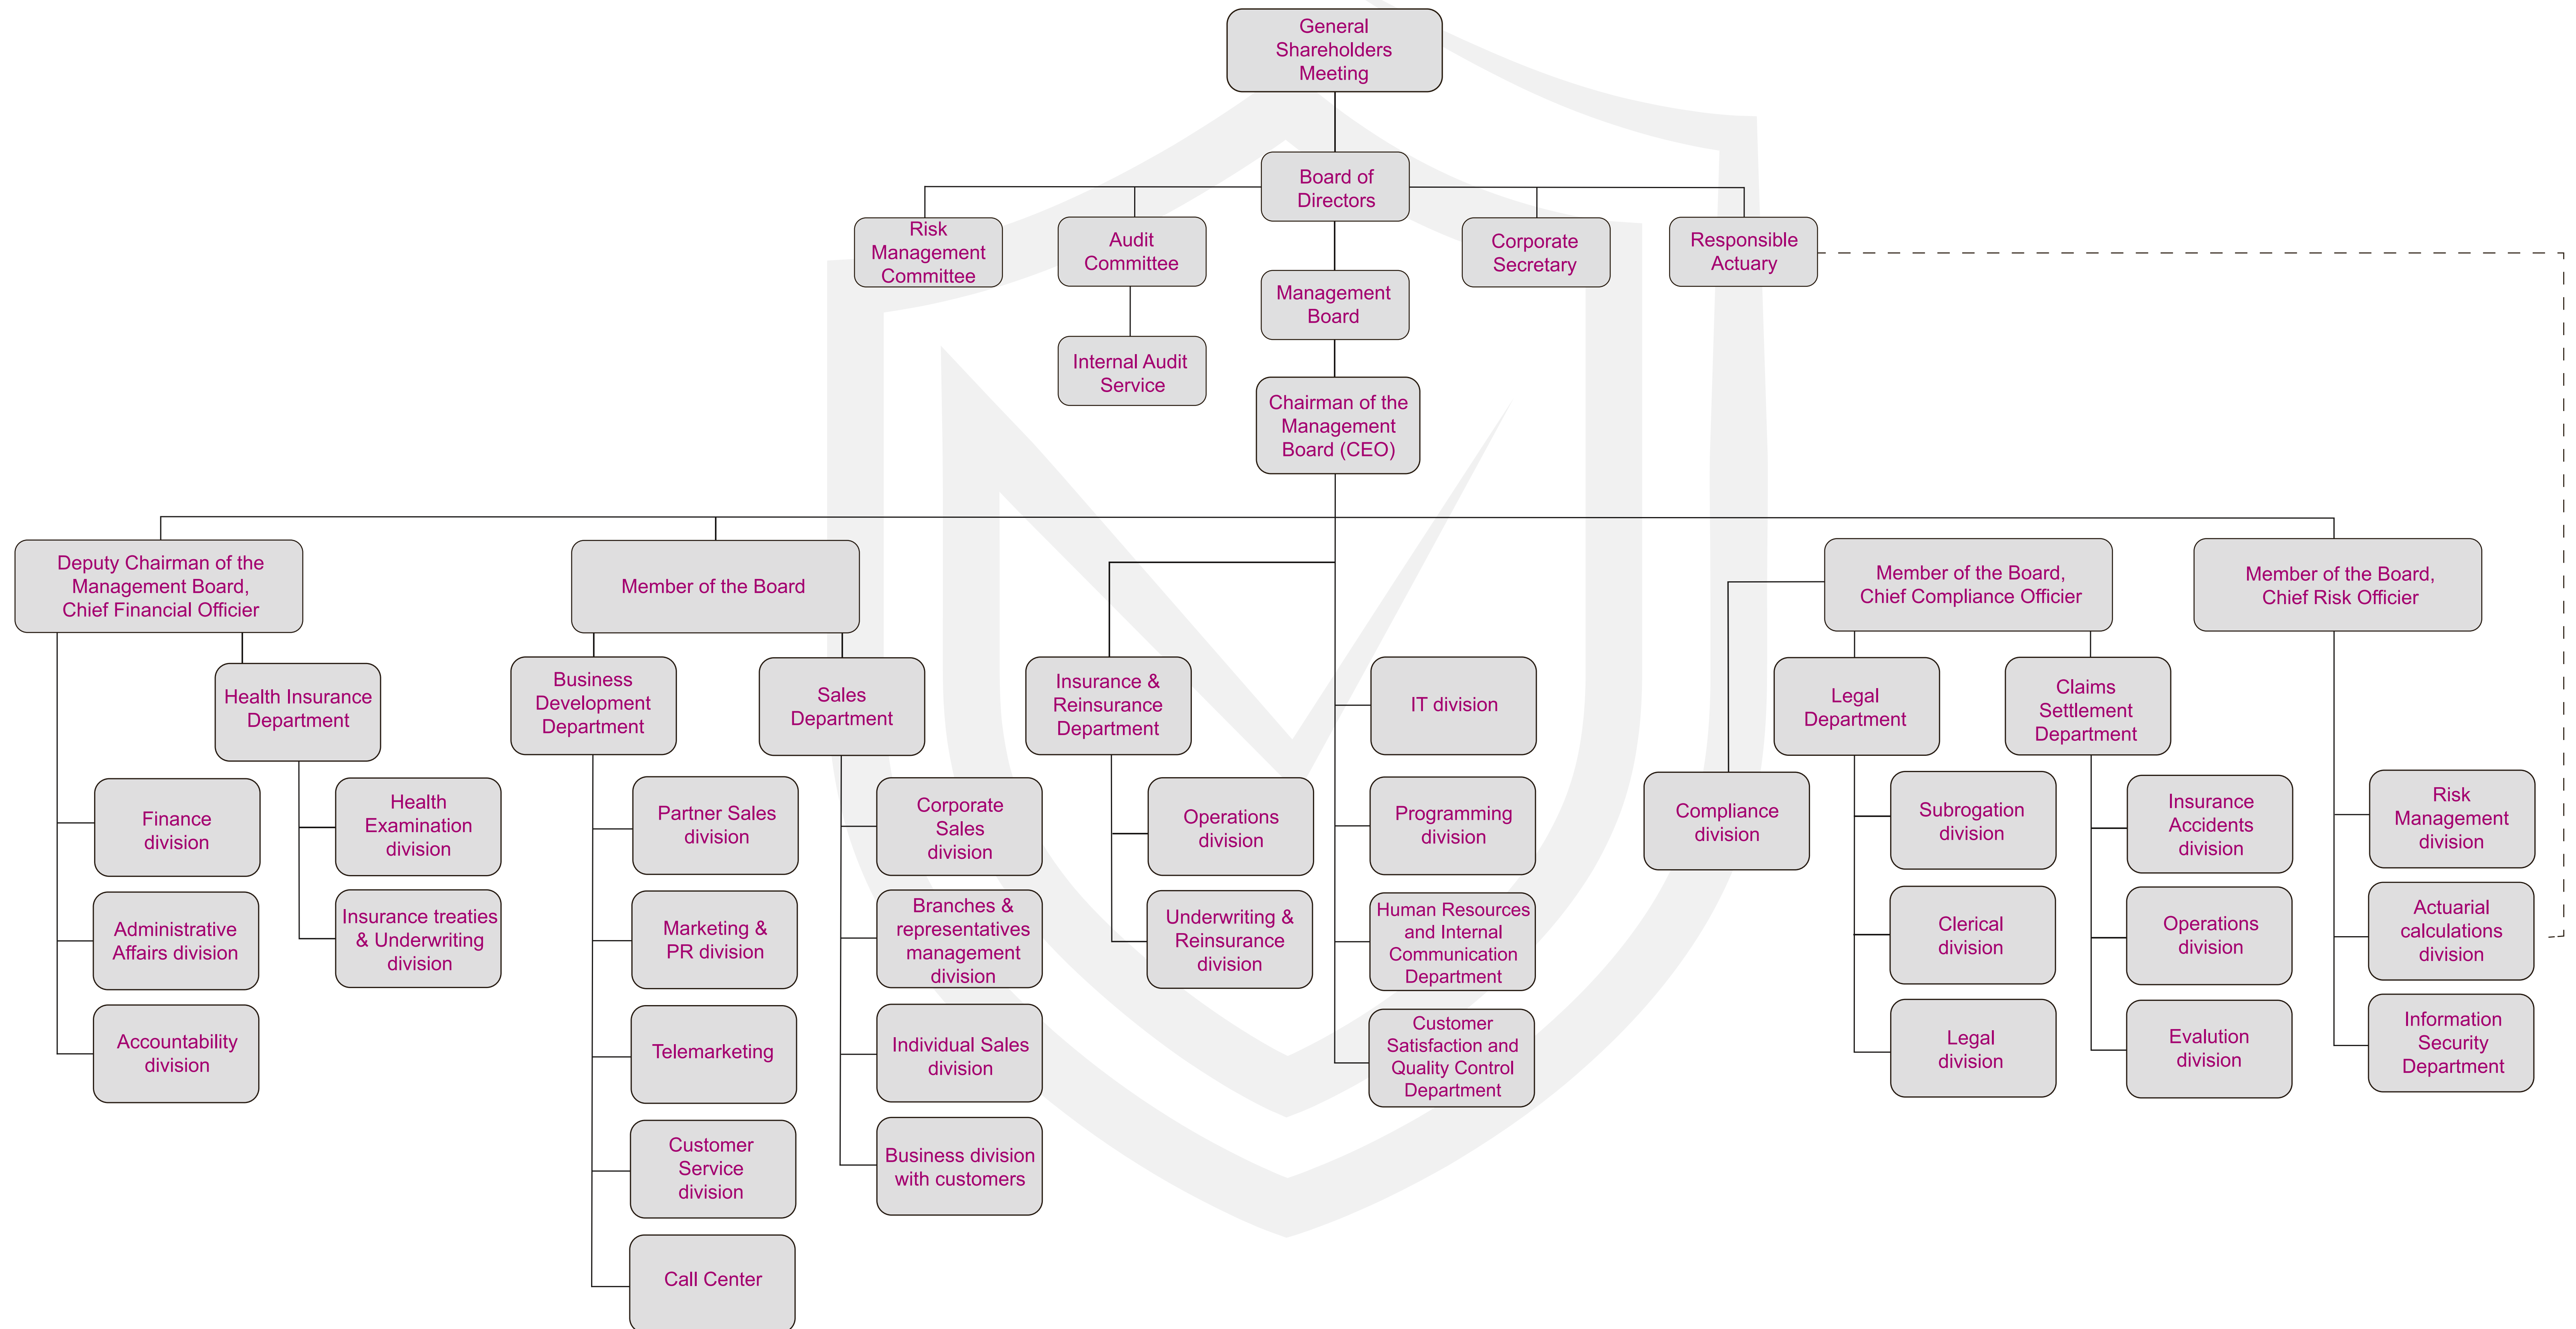 General
Shareholders
Meeting
Board of
Directors
Risk
Management
Committee
Audit
Committee
Corporate
Secretary
Responsible
Actuary
Management
Board
Internal Audit
Service
Chairman of the
Management
Board (CEO)
Deputy Chairman of the
Management Board,
Chief Financial Officier
Member of the Board
Member of the Board,
Chief Compliance Officier
Member of the Board,
Chief Risk Officier
Health Insurance
Department
Business
Development
Department
Sales
Department
Insurance &
Reinsurance
Department
IT division
Legal
Department
Claims
Settlement
Department
Finance
division
Administrative
Affairs division
Accountability
division
Health
Examination
division
Insurance treaties
& Underwriting
division
Partner Sales
division
Marketing &
PR division
Telemarketing
Customer
Service
division
Call Center
Corporate
Sales
division
Branches &
representatives
management
division
Individual Sales
division
Business division
with customers
Operations
division
Underwriting &
Reinsurance
division
Programming
division
Human Resources
and Internal
Communication
Department
Customer
Satisfaction and
Quality Control
Department
Compliance
division
Subrogation
division
Clerical
division
Legal
division
Insurance
Accidents
division
Operations
division
Evalution
division
Risk
Management
division
Actuarial
calculations
division
Information
Security
Department